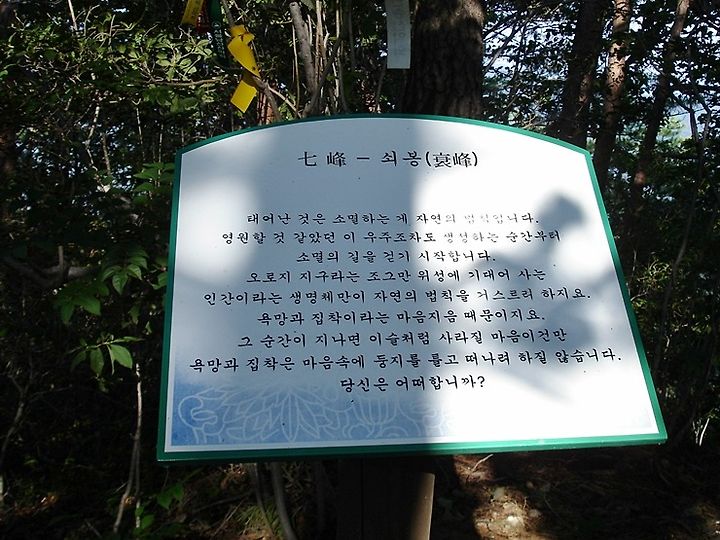 七峰 - 쇠봉(衰峰)
태어난 것은 소멸하는 게 자연의 법칙입니다.
영원할 것 같았던 이 우주조차도 생성하는 순간부터
소멸의 길을 걷기 시작합니다.
오로지 지구라는 조그만 위성에 기대어 사는
인간이라는 생명체만이 자연의 법칙을 거스르려 하지요.
욕망과 집착이라는 마음지음 때문이지요.
그 순간이 지나면 이슬처럼 사라질 마음이건만
욕망과 집착은 마음속에 둥지를 틀고 떠나려 하질 않습니다.
당신은 어떠합니까?